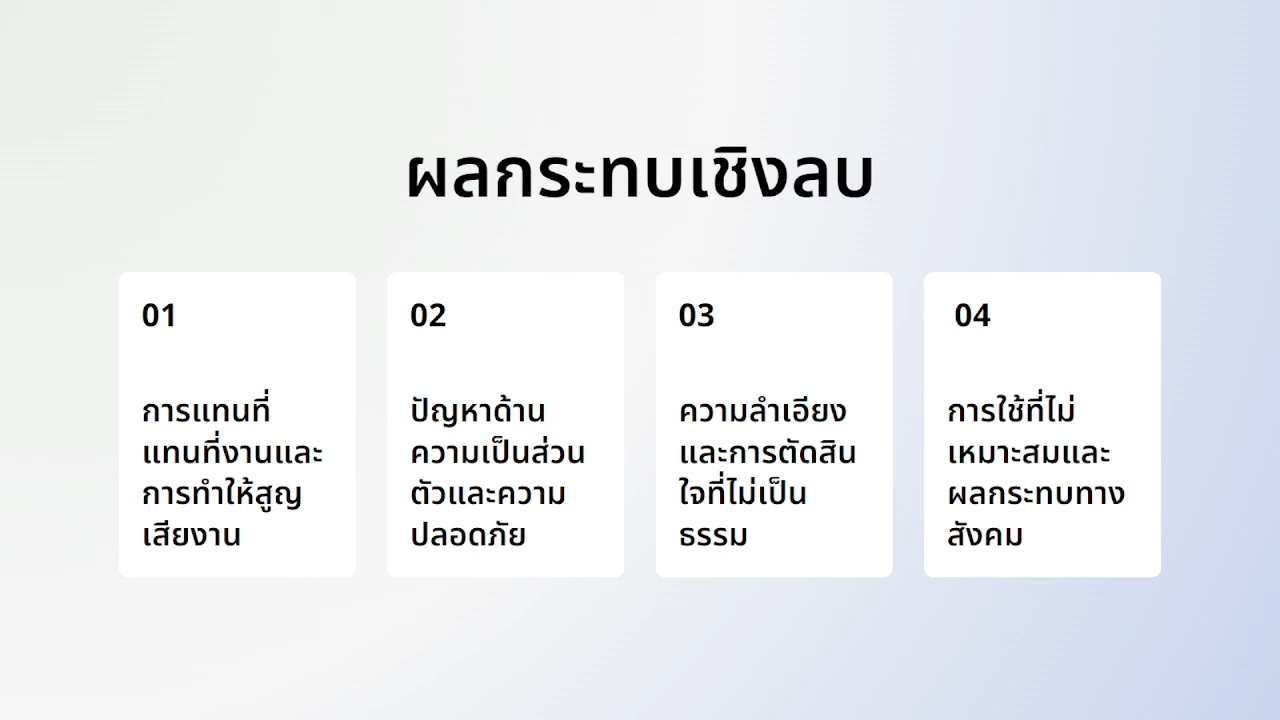 ผลกระทบเชิงลบ
01
การแทนที่
แทนที่งานและ
การทำให้สูญ
เสียงาน
02
ปัญหาด้าน
ความเป็นส่วน
ตัวและความ
ปลอดภัย
03
ความลำเอียง
และการตัดสิน
ใจที่ไม่เป็น
ธรรม
04
การใช้ที่ไม่
เหมาะสมและ
ผลกระทบทาง
สังคม